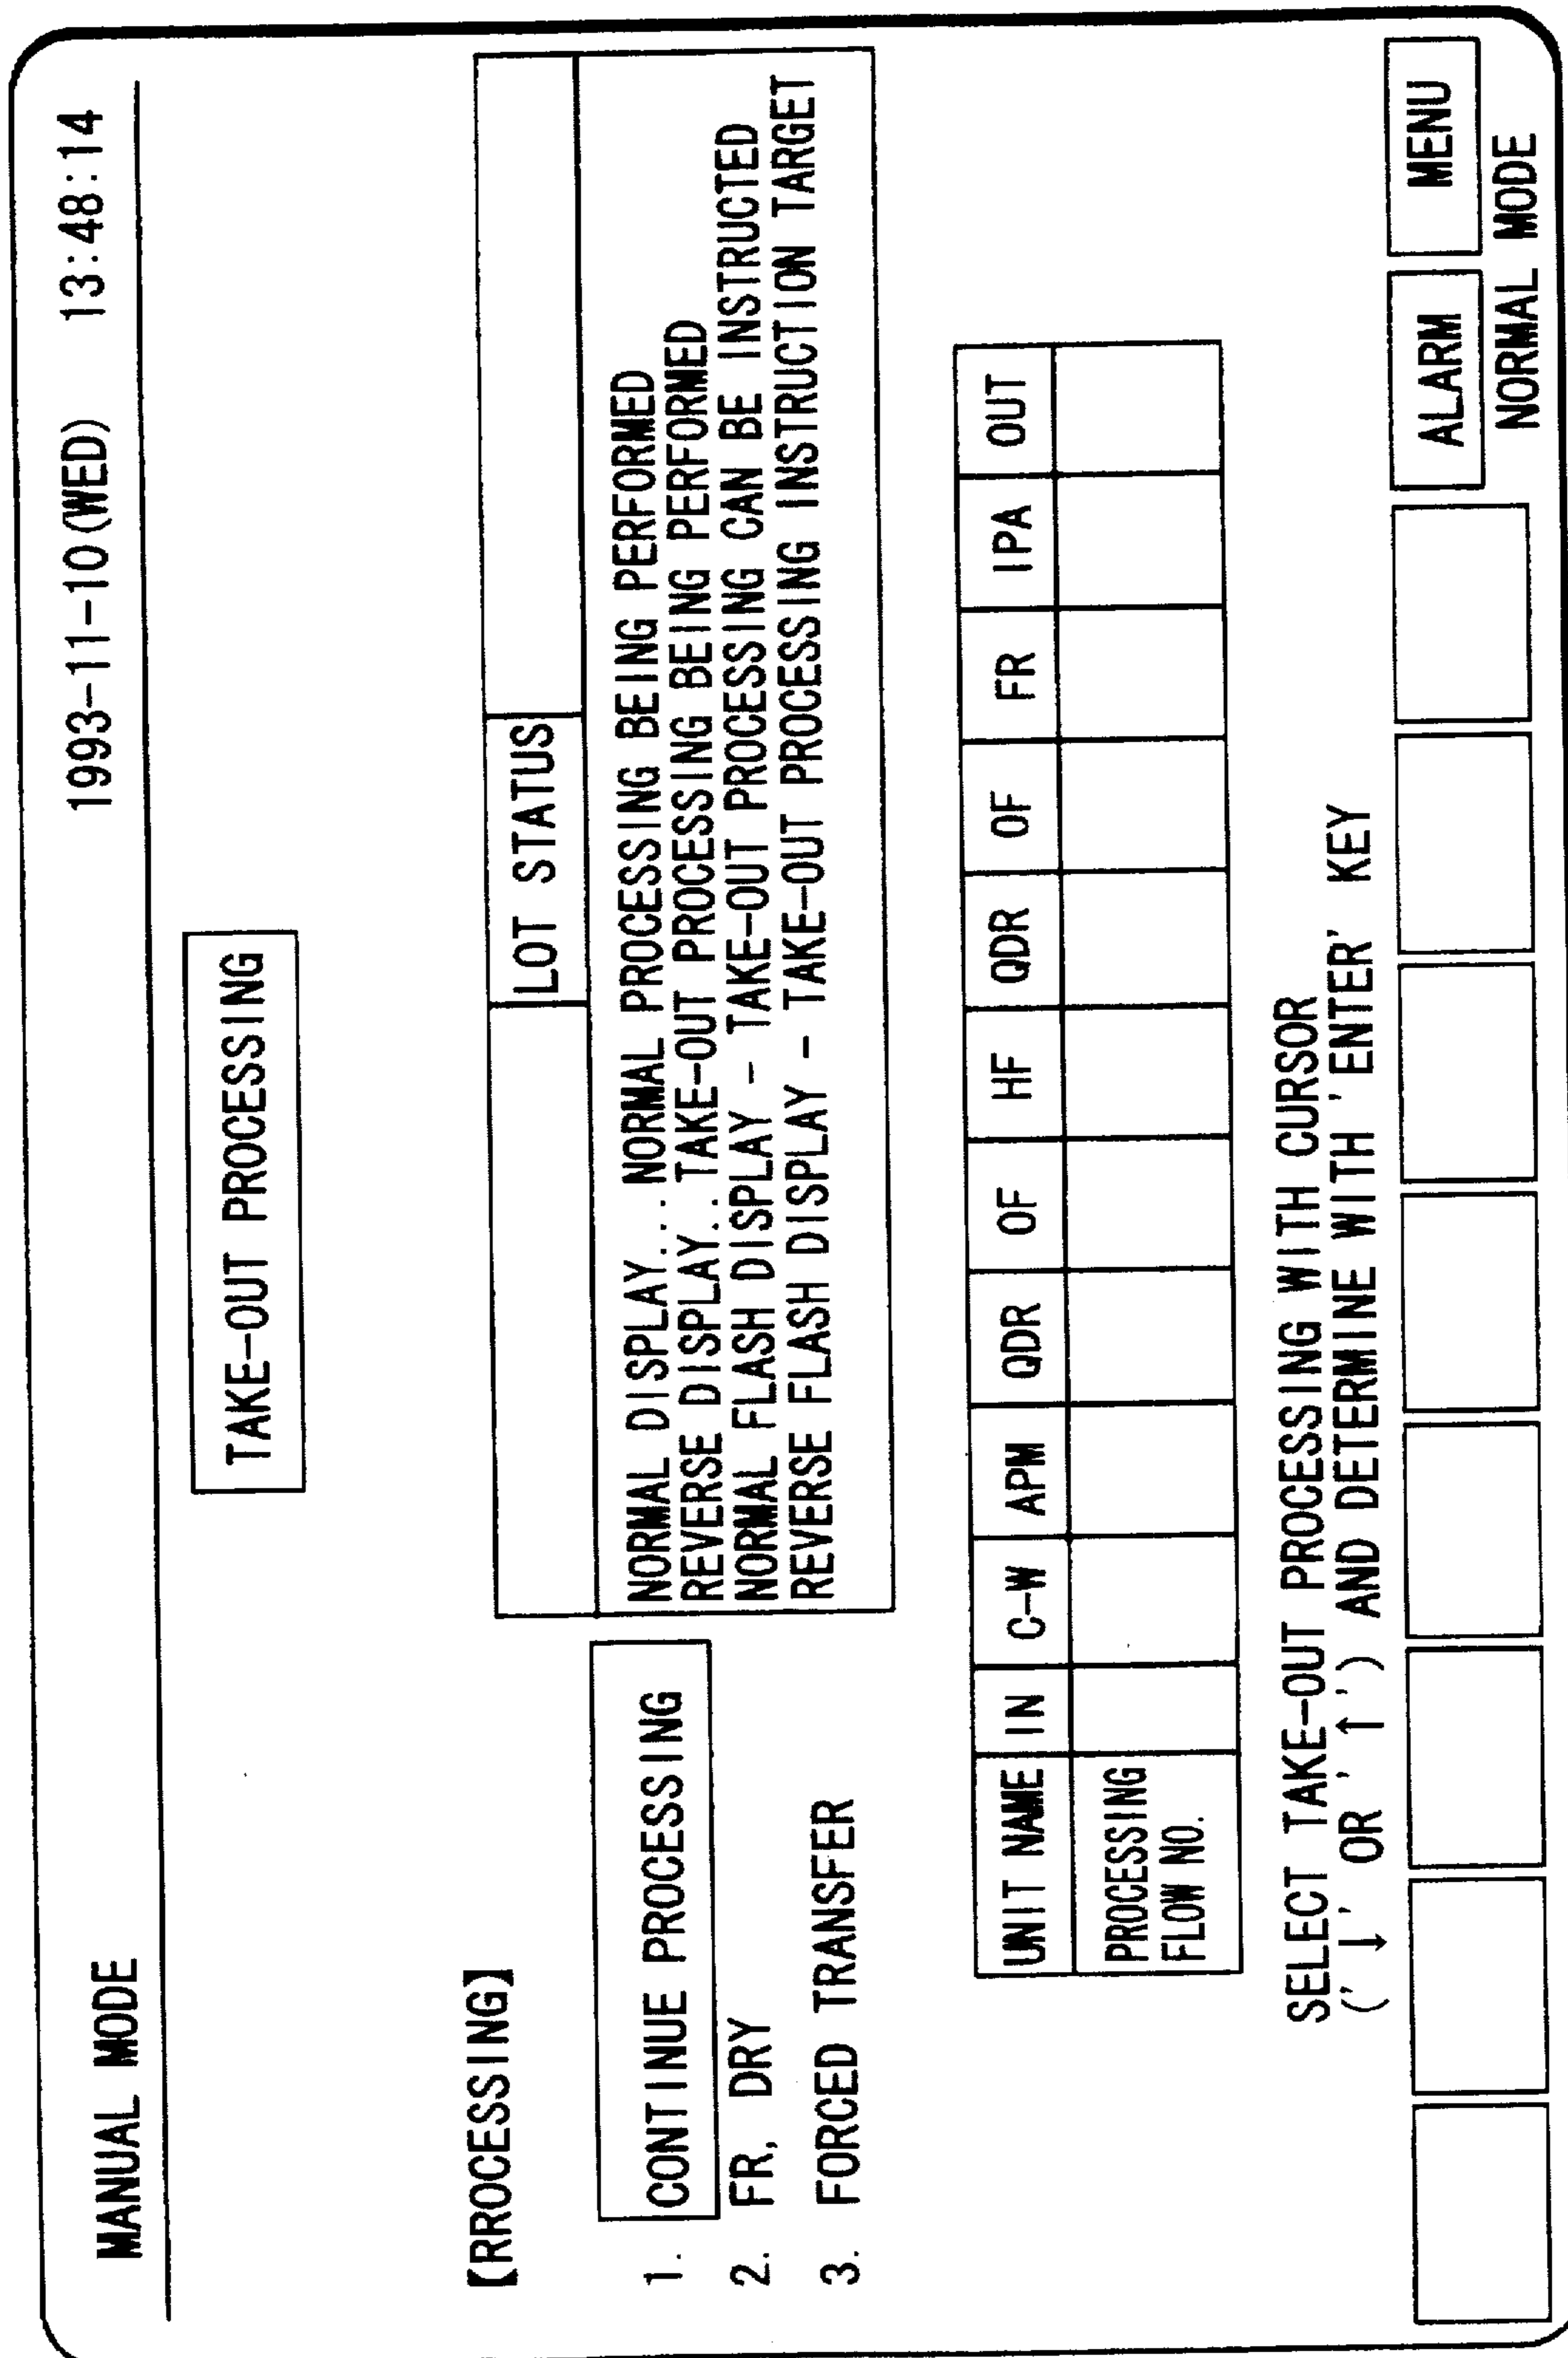 MANUAL MODE 1993-11-10(WED) 13:48:14
TAKE-OUT PROCESSING
【RROCESSING】
1. CONTINUE PROCESSING
2. FR, DRY
3. FORCED TRANSFER
LOT STATUS
NORMAL DISPLAY... NORMAL PROCESSING BEING PERFORMED
REVERSE DISPLAY.. TAKE-OUT PROCESSING BEING PERFORMED
NORMAL FLASH DISPLAY - TAKE-OUT PROCESSING CAN BE INSTRUCTED
REVERSE FLASH DISPLAY - TAKE-OUT PROCESSING INSTRUCTION TARGET
UNIT NAME IN C-W APM QDR OF HF QDR OF FR IPA OUT
PROCESSING
FLOW NO.
SELECT TAKE-OUT PROCESSING WITH CURSOR
('↓' OR '↑') AND DETERMINE WITH 'ENTER' KEY
ALARM MENU
NORMAL MODE